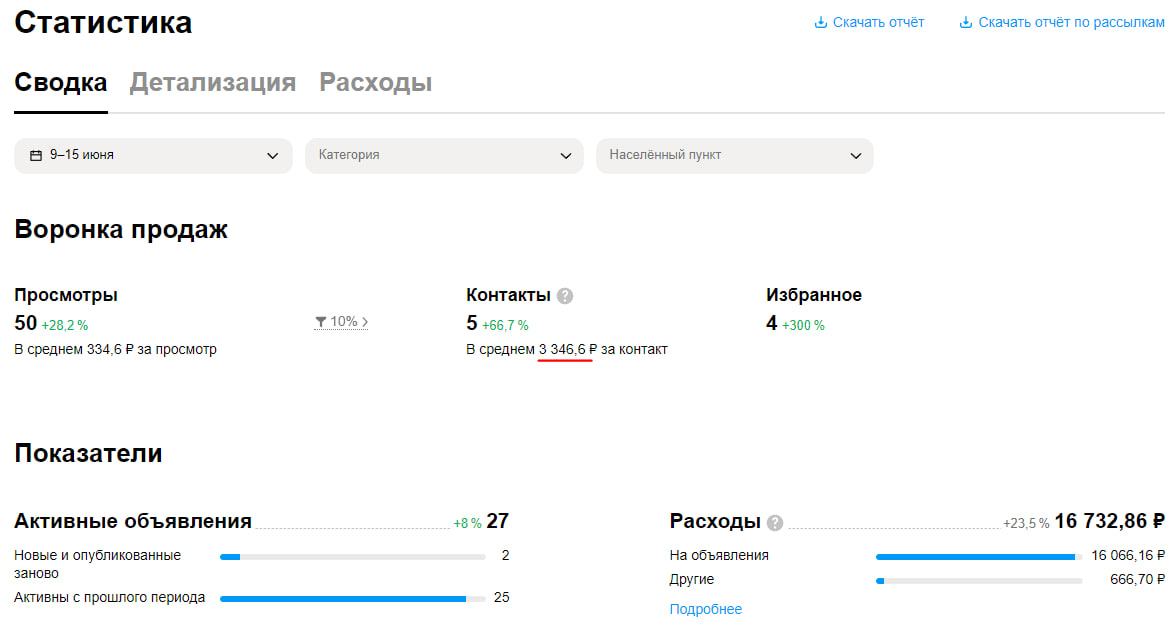 Статистика
Скачать отчёт
Скачать отчёт по рассылкам
Сводка Детализация Расходы
9–15 июня
Категория
Населённый пункт
Воронка продаж
Просмотры
50 +28,2 %
В среднем 334,6 ₽ за просмотр
10%
Контакты ?
5 +66,7 %
В среднем 3 346,6 ₽ за контакт
Избранное
4 +300 %
Показатели
Активные объявления +8 % 27
Новые и опубликованные
заново
2
Активны с прошлого периода 25
Расходы ? +23,5 % 16 732,86 ₽
На объявления 16 066,16 ₽
Другие 666,70 ₽
Подробнее